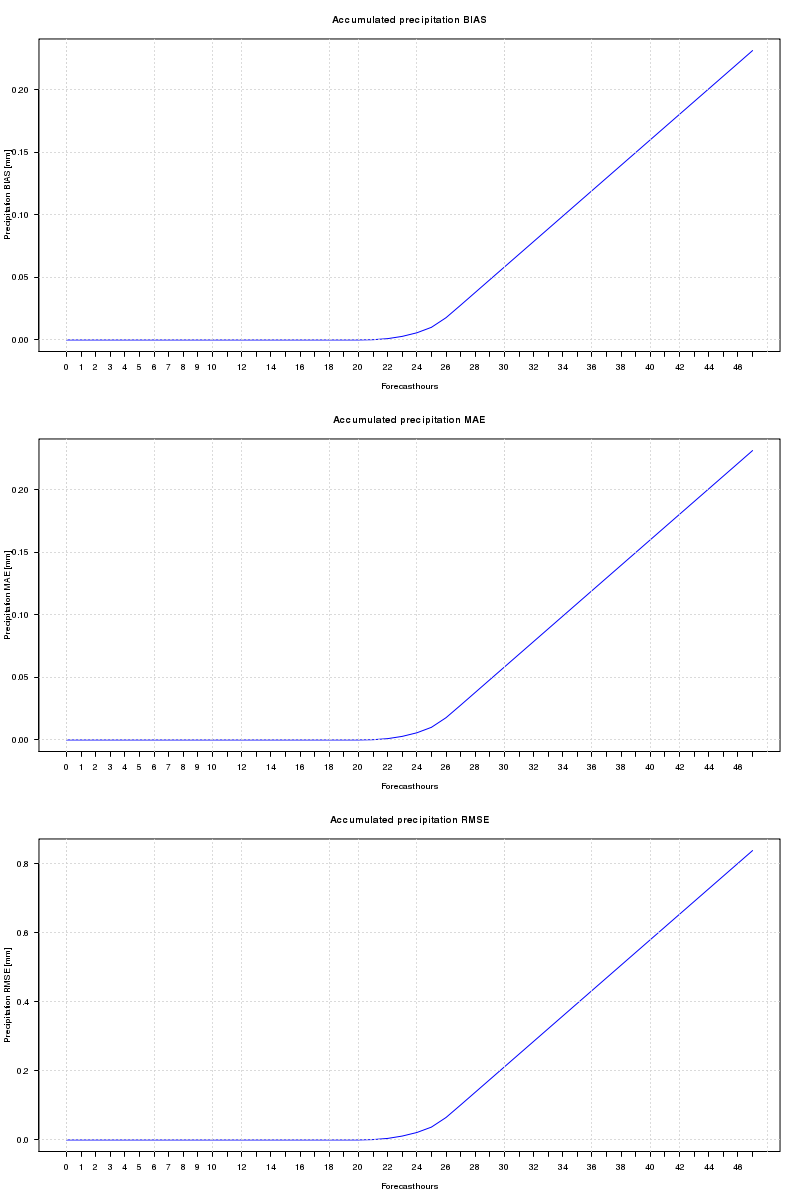 Accumulated precipitation BIAS
Precipitation BIAS [mm]
0.20
0.15
0.10
0.05
0.00
0 1 2 3 4 5 6 7 8 9 10 12 14 16 18 20 22 24 26 28 30 32 34 36 38 40 42 44 46
Forecasthours
Accumulated precipitation MAE
Precipitation MAE [mm]
0.20
0.15
0.10
0.05
0.00
0 1 2 3 4 5 6 7 8 9 10 12 14 16 18 20 22 24 26 28 30 32 34 36 38 40 42 44 46
Forecasthours
Accumulated precipitation RMSE
Precipitation RMSE [mm]
0.8
0.6
0.4
0.2
0.0
0 1 2 3 4 5 6 7 8 9 10 12 14 16 18 20 22 24 26 28 30 32 34 36 38 40 42 44 46
Forecasthours